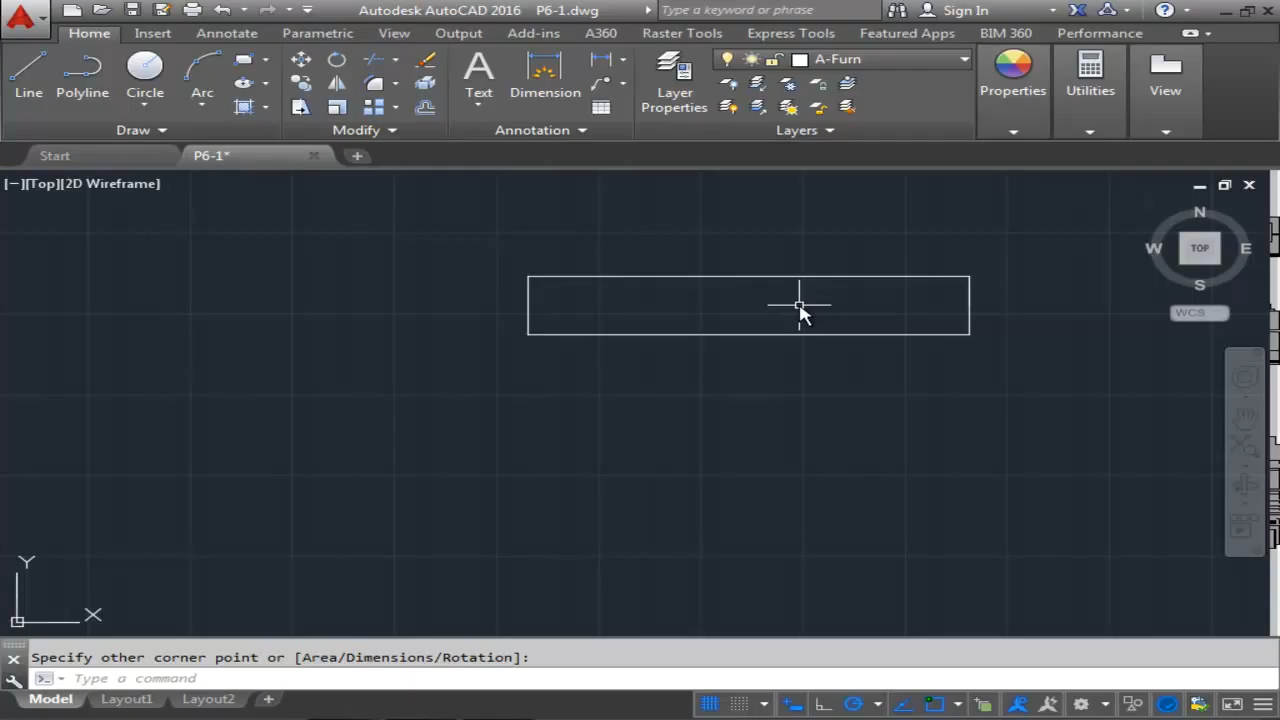 Autodesk AutoCAD 2016 P6-1.dwg Type a keyword or phrase Sign In
Home Insert Annotate Parametric View Output Add-ins A360 Raster Tools Express Tools Featured Apps BIM 360 Performance
A-Furn
Line Polyline Circle Arc Text Dimension Layer Properties Properties Utilities View
Draw Modify Annotation Layers
Start P6-1*
[−][Top][2D Wireframe]
N
W TOP E
S
WCS
Y
X
Specify other corner point or [Area/Dimensions/Rotation]:
Type a command
Model Layout1 Layout2